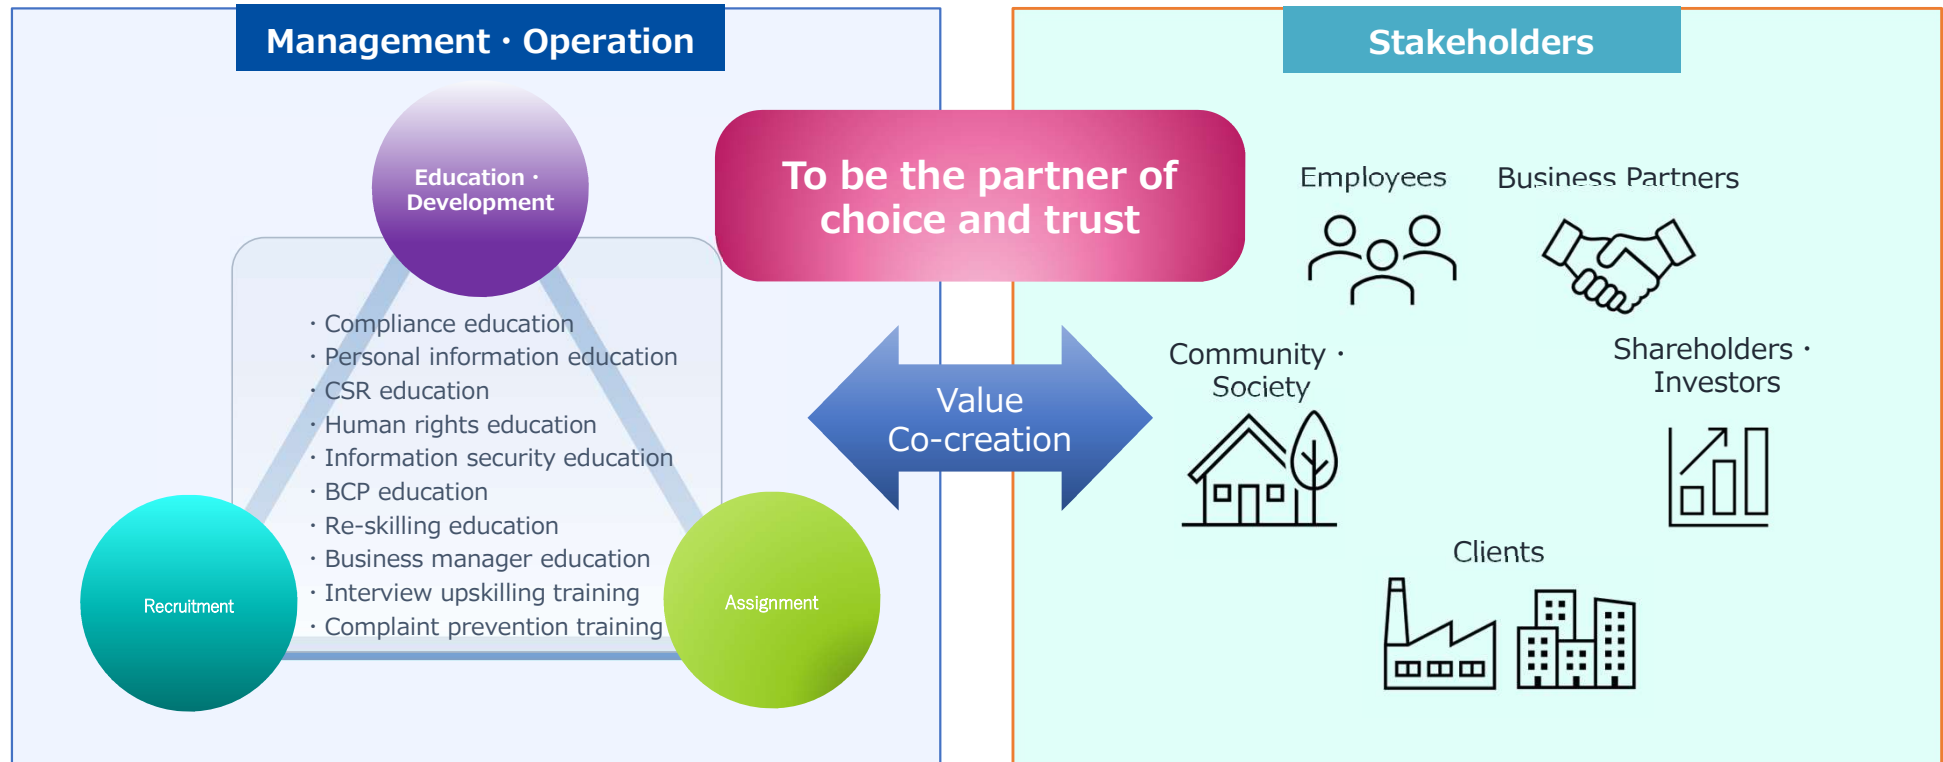 Management・Operation
Education・
Development
・Compliance education
・Personal information education
・CSR education
・Human rights education
・Information security education
・BCP education
・Re-skilling education
・Business manager education
・Interview upskilling training
・Complaint prevention training
Recruitment
Assignment
To be the partner of
choice and trust
Value
Co-creation
Stakeholders
Employees
Business Partners
Community・
Society
Shareholders・
Investors
Clients